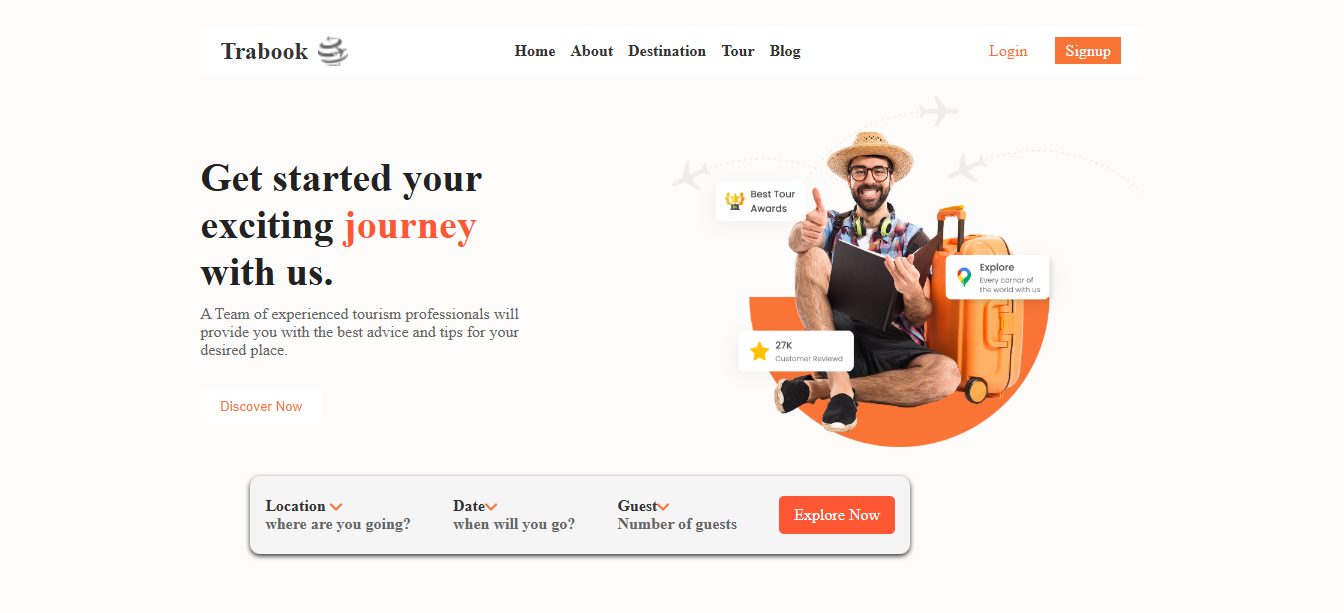 Trabook
Home About Destination Tour Blog
Login
Signup
Get started your
exciting journey
with us.
A Team of experienced tourism professionals will
provide you with the best advice and tips for your
desired place.
Discover Now
Best Tour
Awards
Explore
Every cornar of
the world with us
27K
Customer Reviewd
Location
where are you going?
Date
when will you go?
Guest
Number of guests
Explore Now